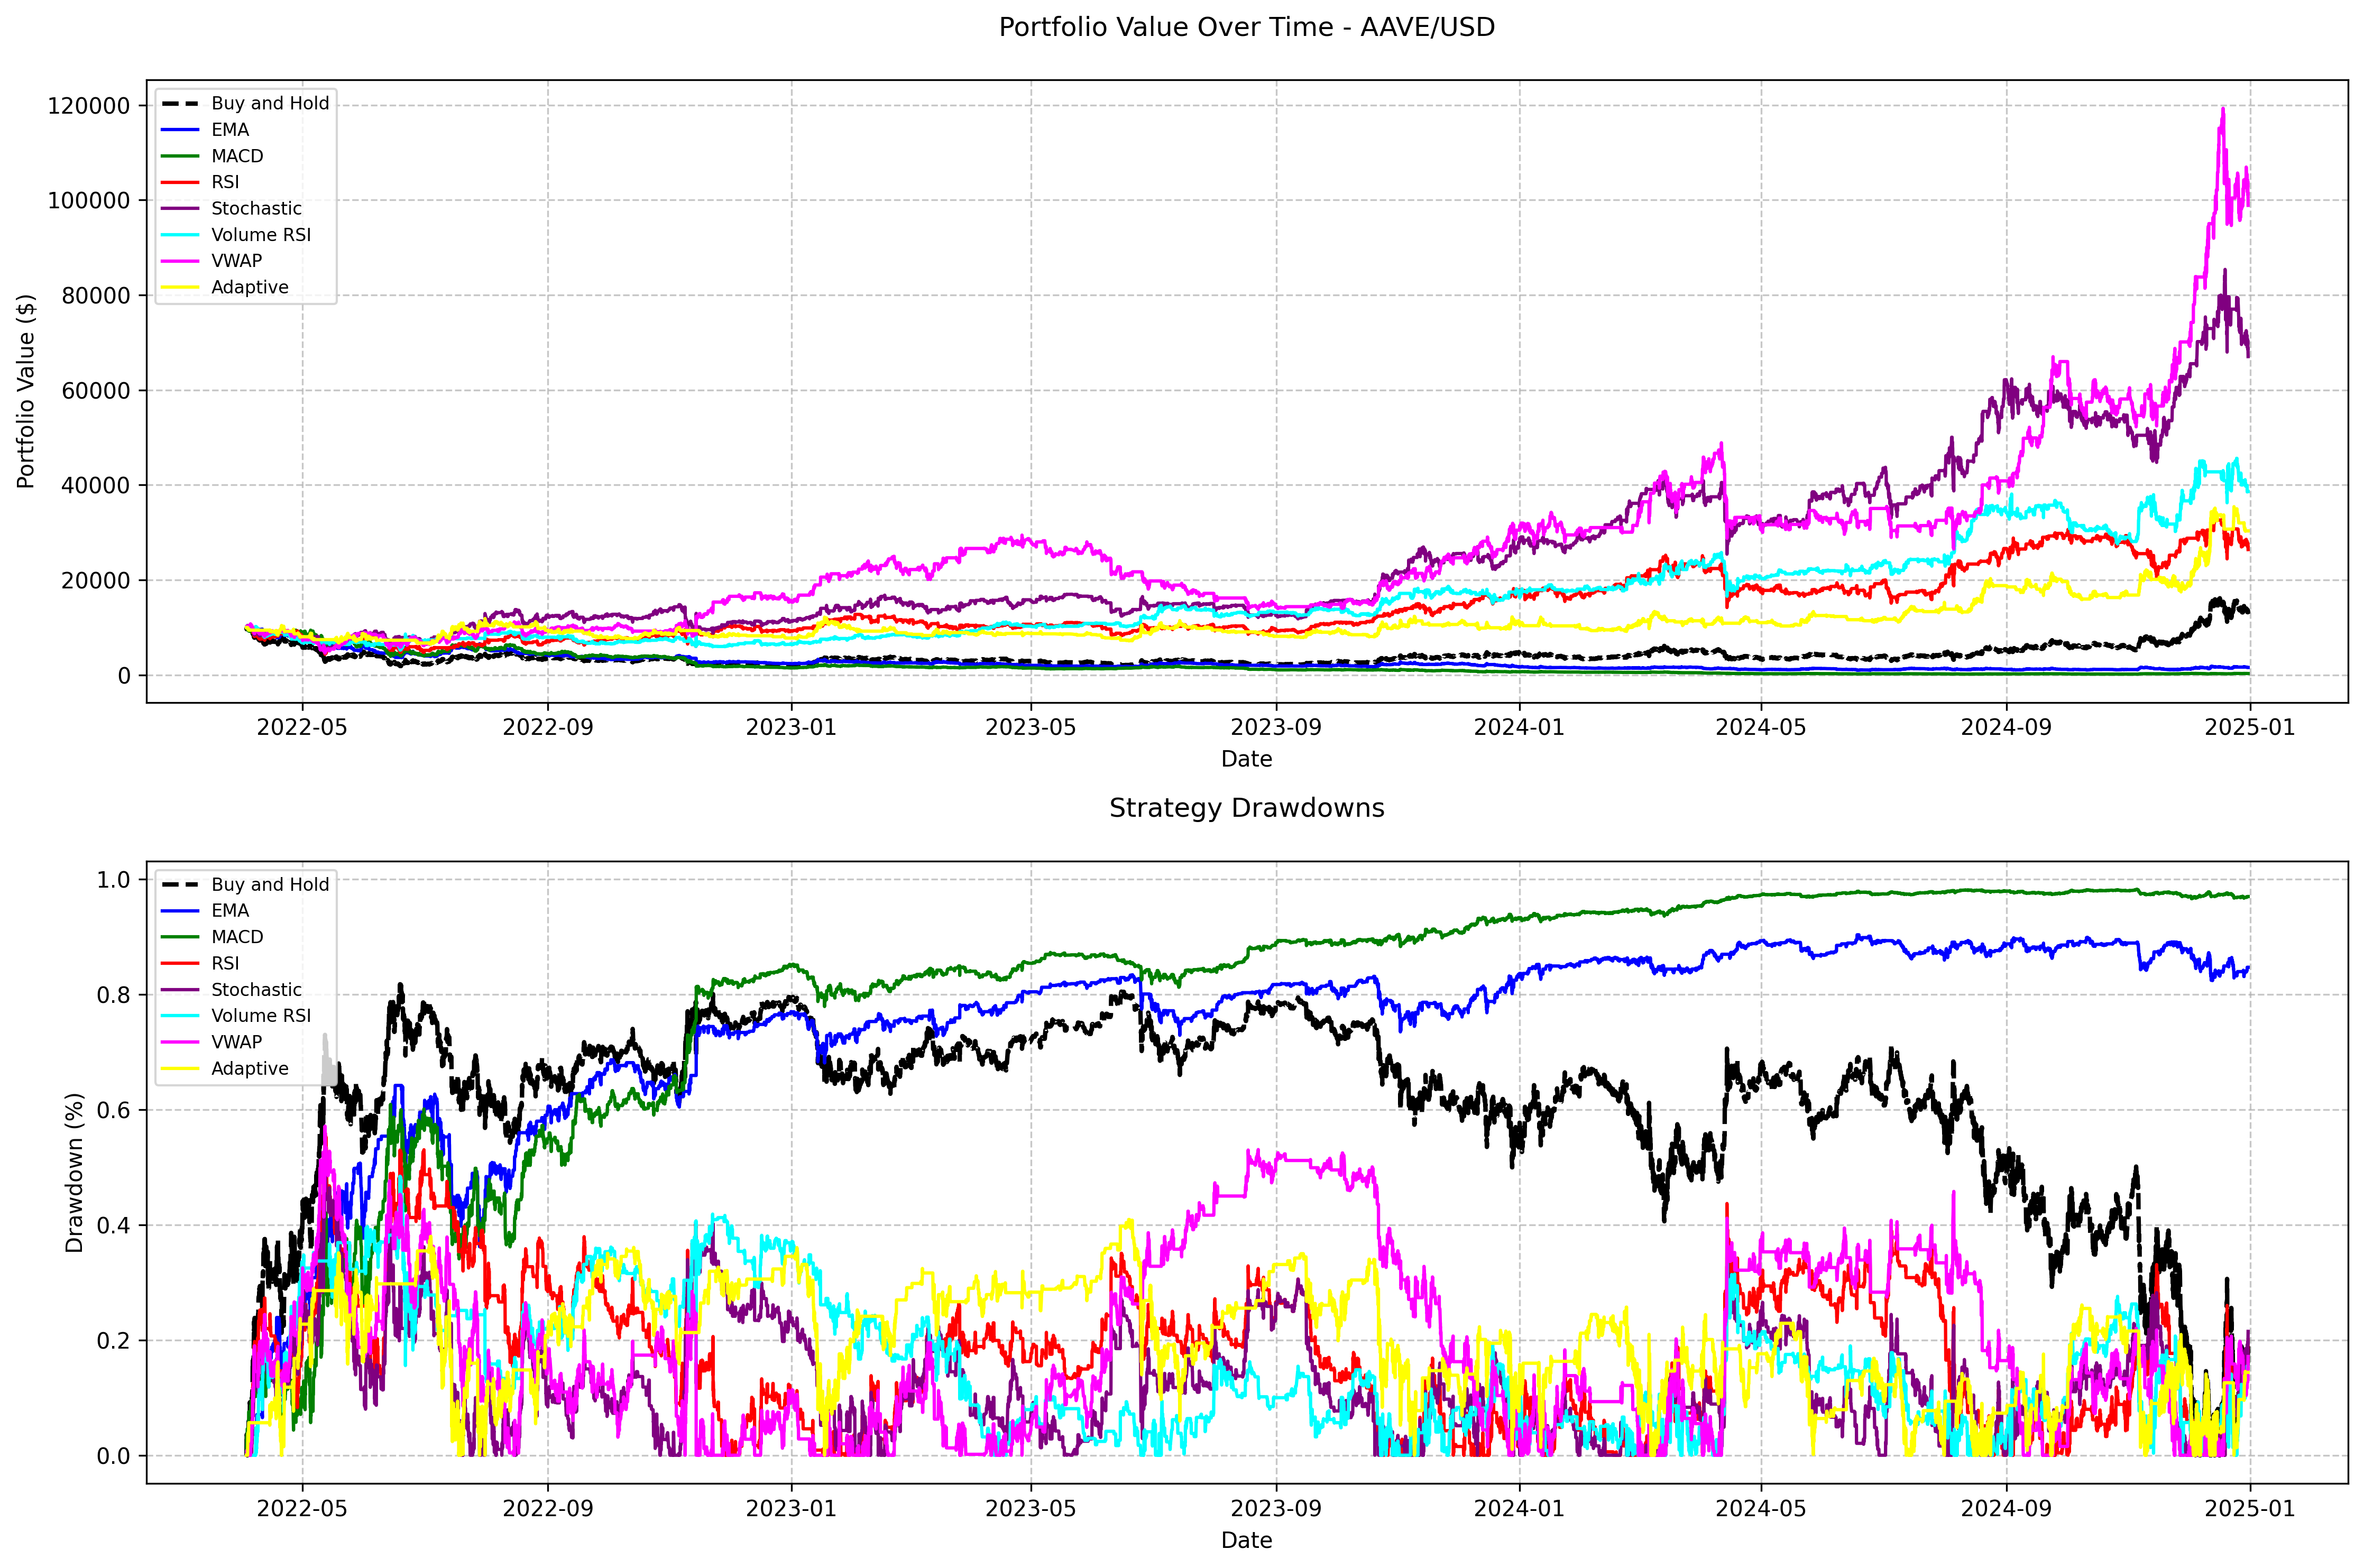 Portfolio Value Over Time - AAVE/USD
Portfolio Value ($)
120000
100000
80000
60000
40000
20000
0
Buy and Hold
EMA
MACD
RSI
Stochastic
Volume RSI
VWAP
Adaptive
2022-05 2022-09 2023-01 2023-05 2023-09 2024-01 2024-05 2024-09 2025-01
Date
Strategy Drawdowns
Drawdown (%)
1.0
0.8
0.6
0.4
0.2
0.0
Buy and Hold
EMA
MACD
RSI
Stochastic
Volume RSI
VWAP
Adaptive
2022-05 2022-09 2023-01 2023-05 2023-09 2024-01 2024-05 2024-09 2025-01
Date